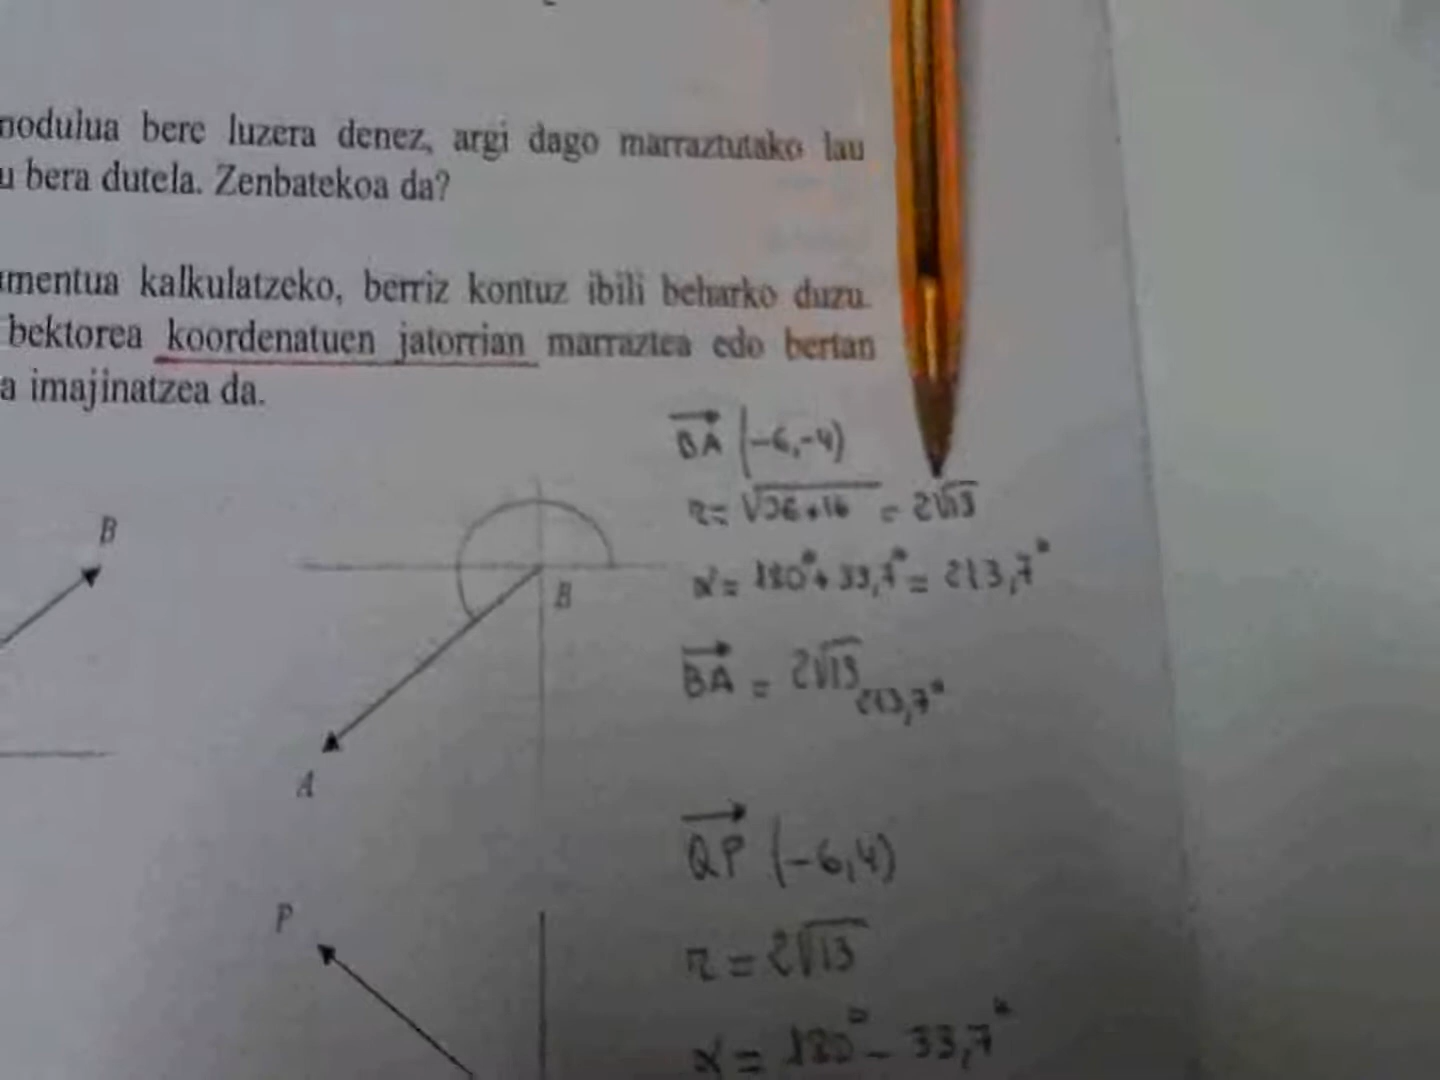 modulua bere luzera denez, argi dago marraztutako lau
u bera dutela. Zenbatekoa da?
mentua kalkulatzeko, berriz kontuz ibili beharko duzu.
bektorea koordenatuen jatorrian marraztea edo bertan
a imajinatzea da.
BA (-6,-4)
r = √36+16 = 2√13
α = 180°+33,7° = 213,7°
BA = 2√13 213,7°
B
B
A
QP (-6,4)
P
r = 2√13
α = 180° - 33,7°